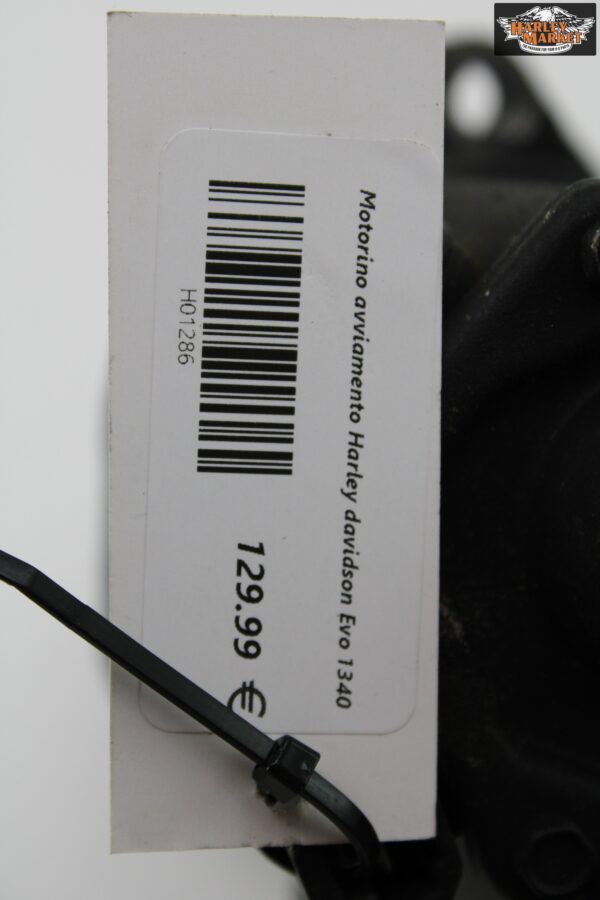 HARLEY
MARKET
Motorino avviamento Harley davidson Evo 1340
H01286
129.99 €